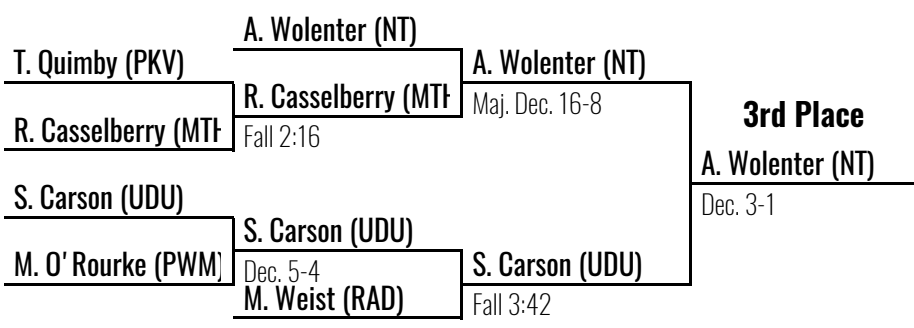 A. Wolenter (NT)
T. Quimby (PKV)
A. Wolenter (NT)
R. Casselberry (MTH
Maj. Dec. 16-8
3rd Place
R. Casselberry (MTH
Fall 2:16
A. Wolenter (NT)
S. Carson (UDU)
Dec. 3-1
S. Carson (UDU)
M. O'Rourke (PWM)
Dec. 5-4
S. Carson (UDU)
M. Weist (RAD)
Fall 3:42